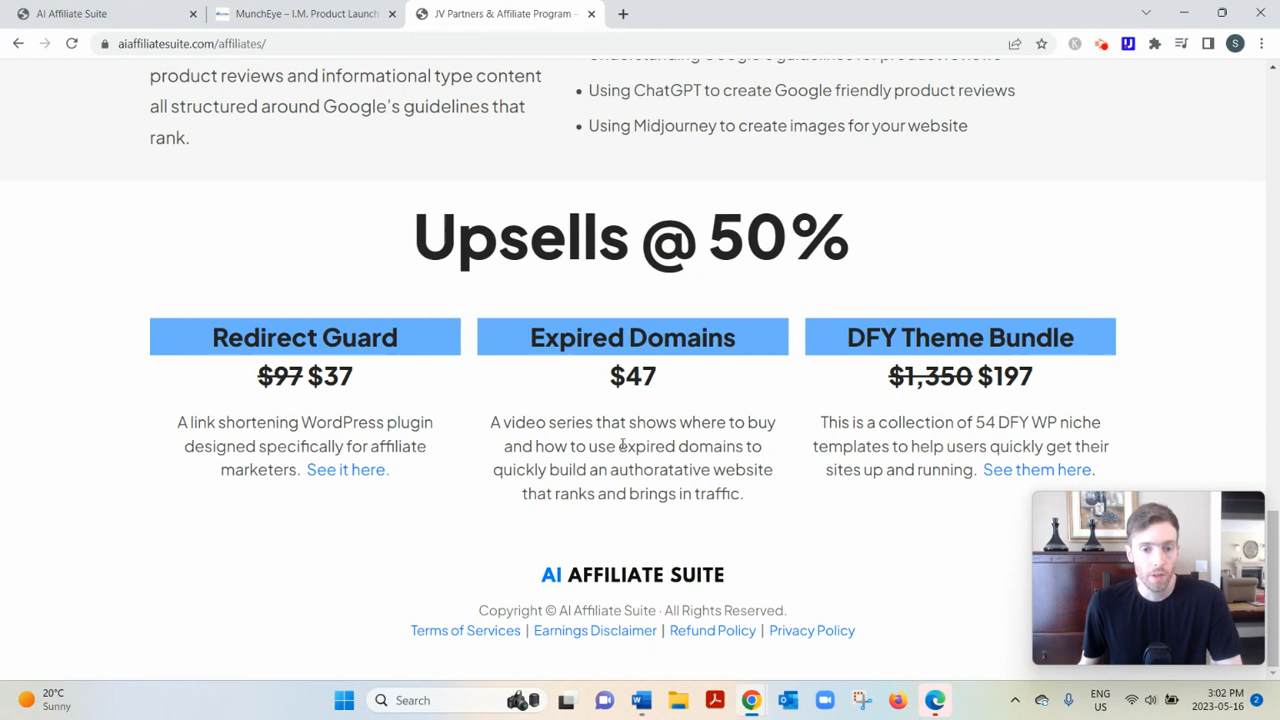 AI Affiliate Suite
MunchEye – I.M. Product Launch
JV Partners & Affiliate Program –
aiaffiliatesuite.com/affiliates/
product reviews and informational type content
all structured around Google's guidelines that
rank.
Understanding Google's guidelines for product reviews
• Using ChatGPT to create Google friendly product reviews
• Using Midjourney to create images for your website
Upsells @ 50%
Redirect Guard
$97 $37
A link shortening WordPress plugin
designed specifically for affiliate
marketers. See it here.
Expired Domains
$47
A video series that shows where to buy
and how to use expired domains to
quickly build an authoratative website
that ranks and brings in traffic.
DFY Theme Bundle
$1,350 $197
This is a collection of 54 DFY WP niche
templates to help users quickly get their
sites up and running. See them here.
AI AFFILIATE SUITE
Copyright © AI Affiliate Suite · All Rights Reserved.
Terms of Services | Earnings Disclaimer | Refund Policy | Privacy Policy
20°C
Sunny
Search
ENG
US
3:02 PM
2023-05-16
2